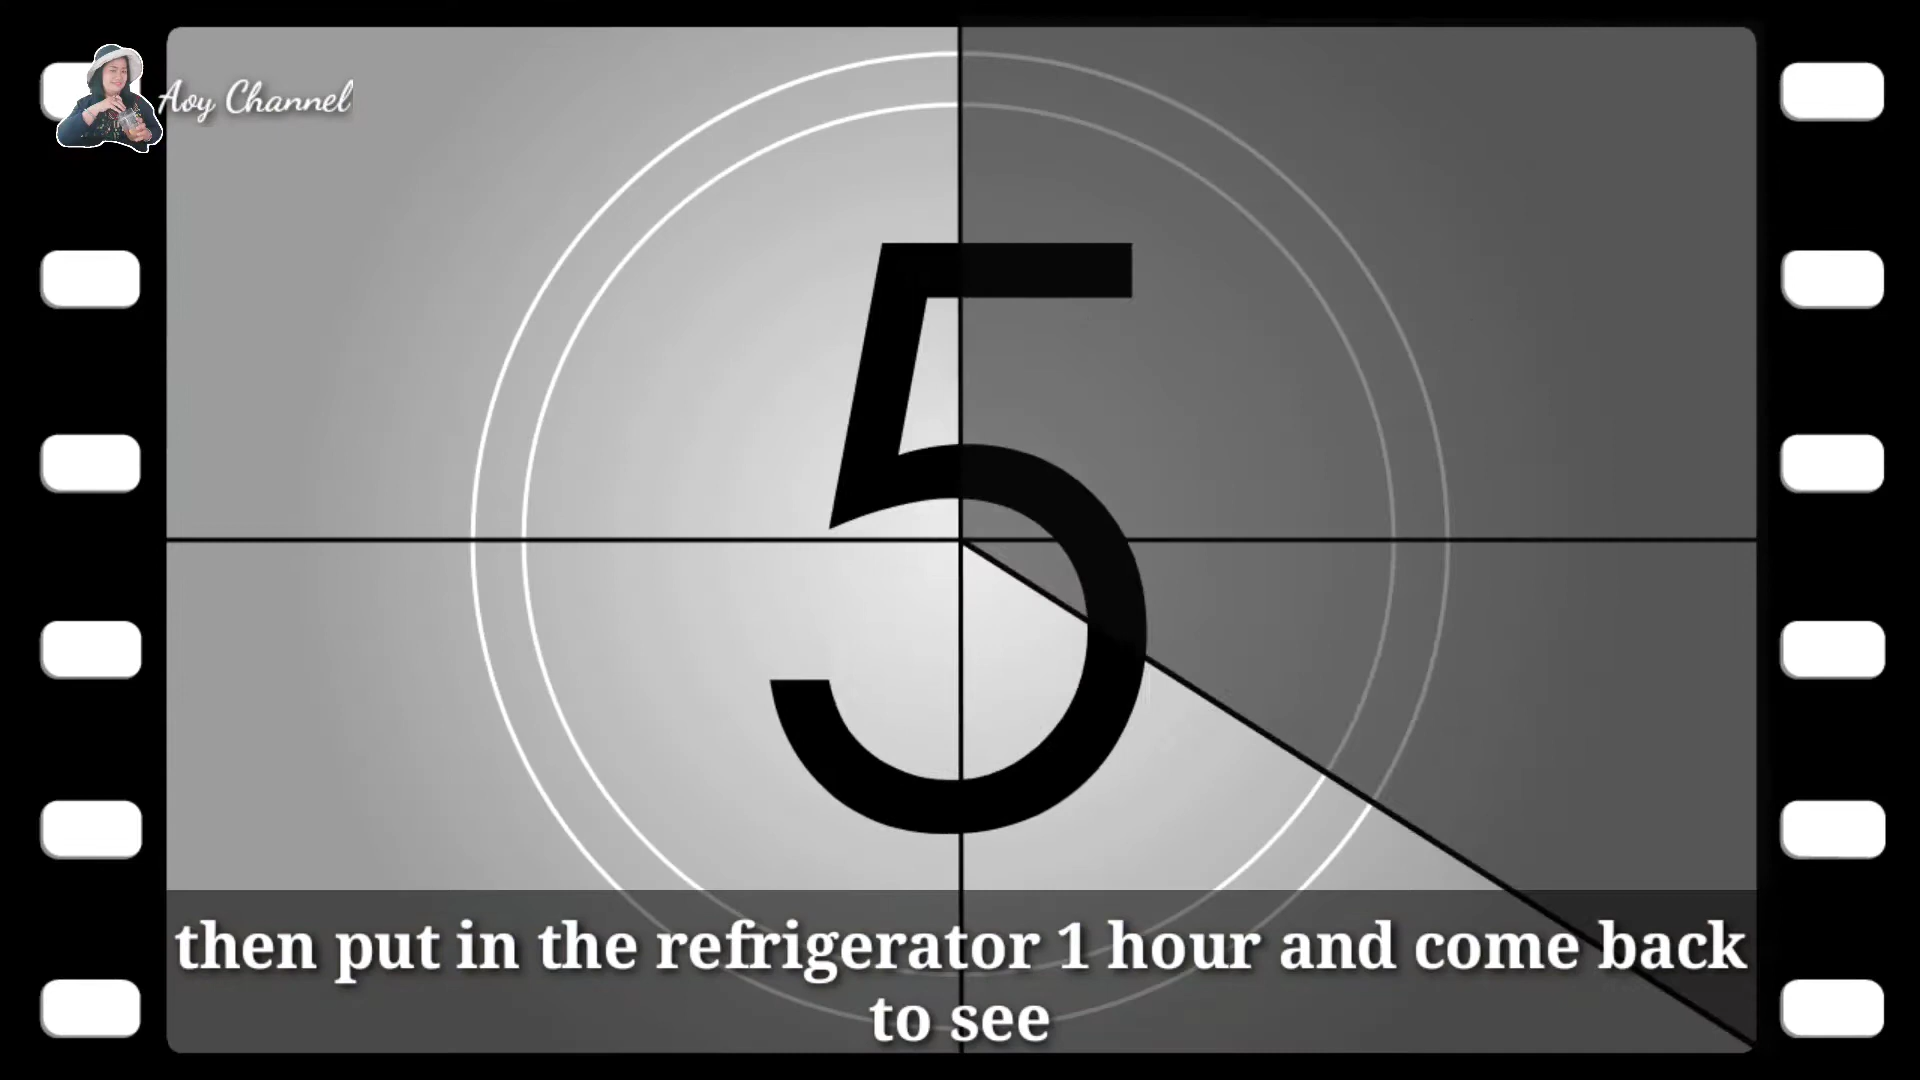 Aoy Channel
5
then put in the refrigerator 1 hour and come back
to see